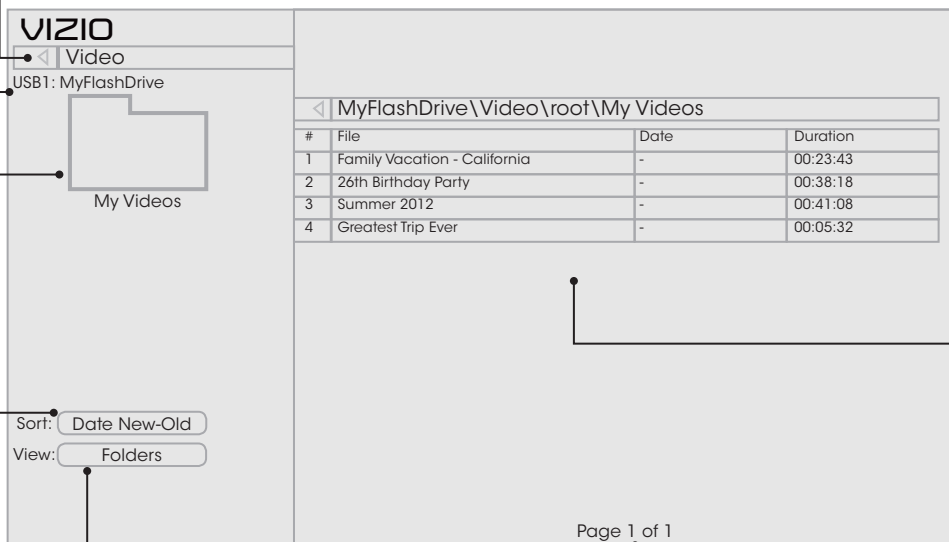 VIZIO
Video
USB1: MyFlashDrive
My Videos
Sort: Date New-Old
View: Folders
MyFlashDrive\Video\root\My Videos
# File Date Duration
1 Family Vacation - California - 00:23:43
2 26th Birthday Party - 00:38:18
3 Summer 2012 - 00:41:08
4 Greatest Trip Ever - 00:05:32
Page 1 of 1